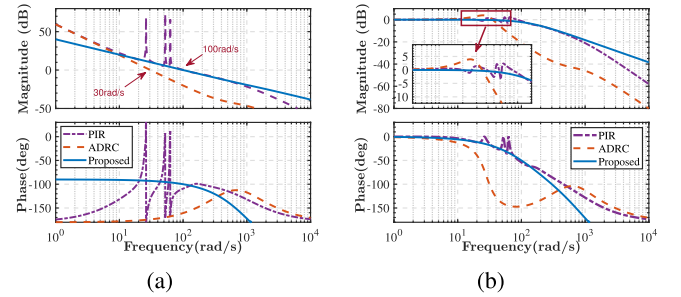 Magnitude (dB)
50
0
-50
100rad/s
30rad/s
Phase(deg)
0
-50
-100
-150
PIR
ADRC
Proposed
10^0 10^1 10^2 10^3 10^4
Frequency(rad/s)
(a)
Magnitude (dB)
0
-20
-40
-60
-80
5
0
-5
-10
Phase(deg)
0
-50
-100
-150
PIR
ADRC
Proposed
10^0 10^1 10^2 10^3 10^4
Frequency(rad/s)
(b)